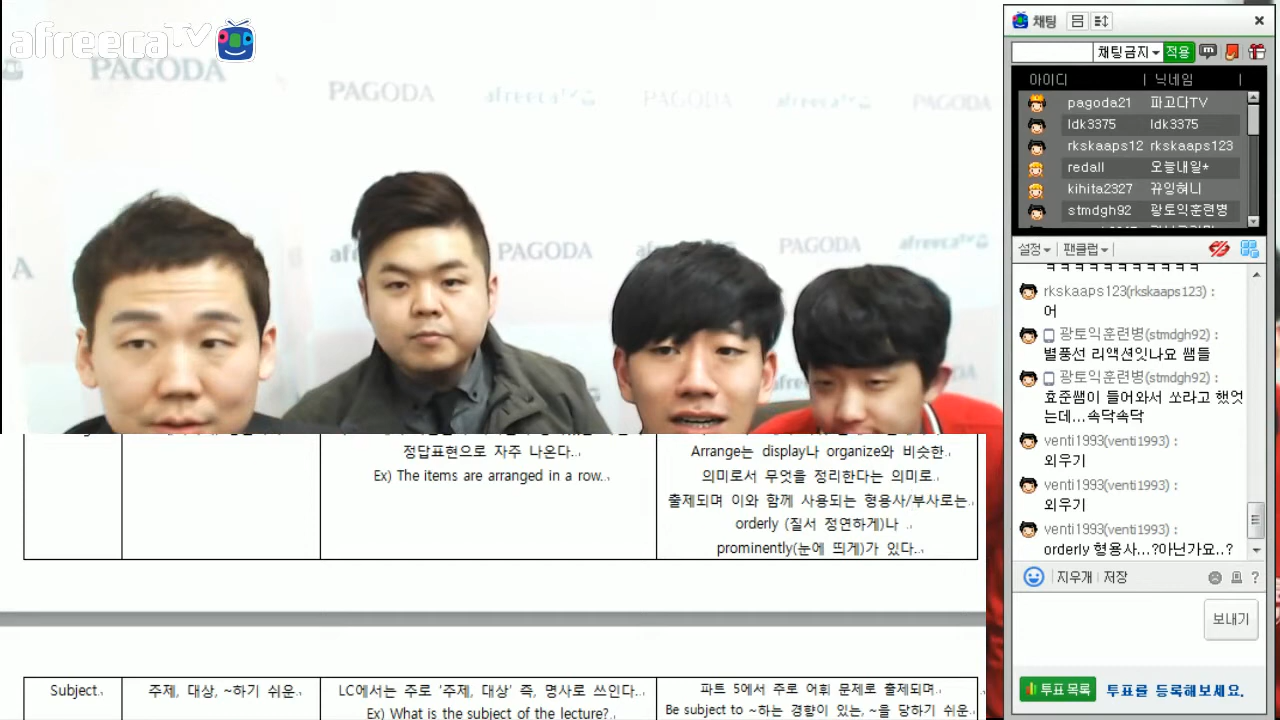 afreecaTV
PAGODA
PAGODA
afreecaTV
PAGODA
afreecaTV
PAGODA
PAGODA
PAGODA
afreecaTV
정답표현으로 자주 나온다.
Ex) The items are arranged in a row.
Arrange는 display나 organize와 비슷한
의미로서 무엇을 정리한다는 의미로
출제되며 이와 함께 사용되는 형용사/부사로는
orderly (질서 정연하게)나
prominently(눈에 띄게)가 있다.
Subject
주제, 대상, ~하기 쉬운
LC에서는 주로 '주제, 대상' 즉, 명사로 쓰인다.
Ex) What is the subject of the lecture?
파트 5에서 주로 어휘 문제로 출제되며
Be subject to ~하는 경향이 있는, ~을 당하기 쉬운
채팅
채팅금지 적용
아이디 | 닉네임 |
pagoda21 파고다TV
ldk3375 ldk3375
rkskaaps12 rkskaaps123
redall 오늘내일*
kihita2327 뀨잉혀니
stmdgh92 광토익훈련병
설정 팬클럽
ㅋㅋㅋㅋㅋㅋㅋㅋㅋㅋㅋ
rkskaaps123(rkskaaps123) :
어
광토익훈련병(stmdgh92) :
별풍선 리액션잇나요 쌤들
광토익훈련병(stmdgh92) :
효준쌤이 들어와서 쏘라고 했엇
는데...속닥속닥
venti1993(venti1993) :
외우기
venti1993(venti1993) :
외우기
venti1993(venti1993) :
orderly 형용사...?아닌가요..?
지우개 | 저장
보내기
투표 목록 투표를 등록해보세요.